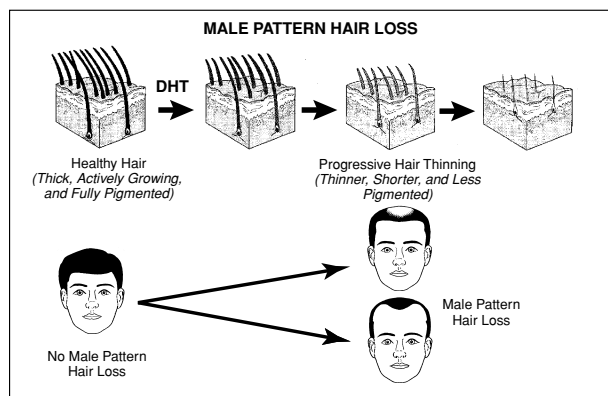 MALE PATTERN HAIR LOSS
DHT
Healthy Hair
(Thick, Actively Growing,
and Fully Pigmented)
Progressive Hair Thinning
(Thinner, Shorter, and Less
Pigmented)
No Male Pattern
Hair Loss
Male Pattern
Hair Loss